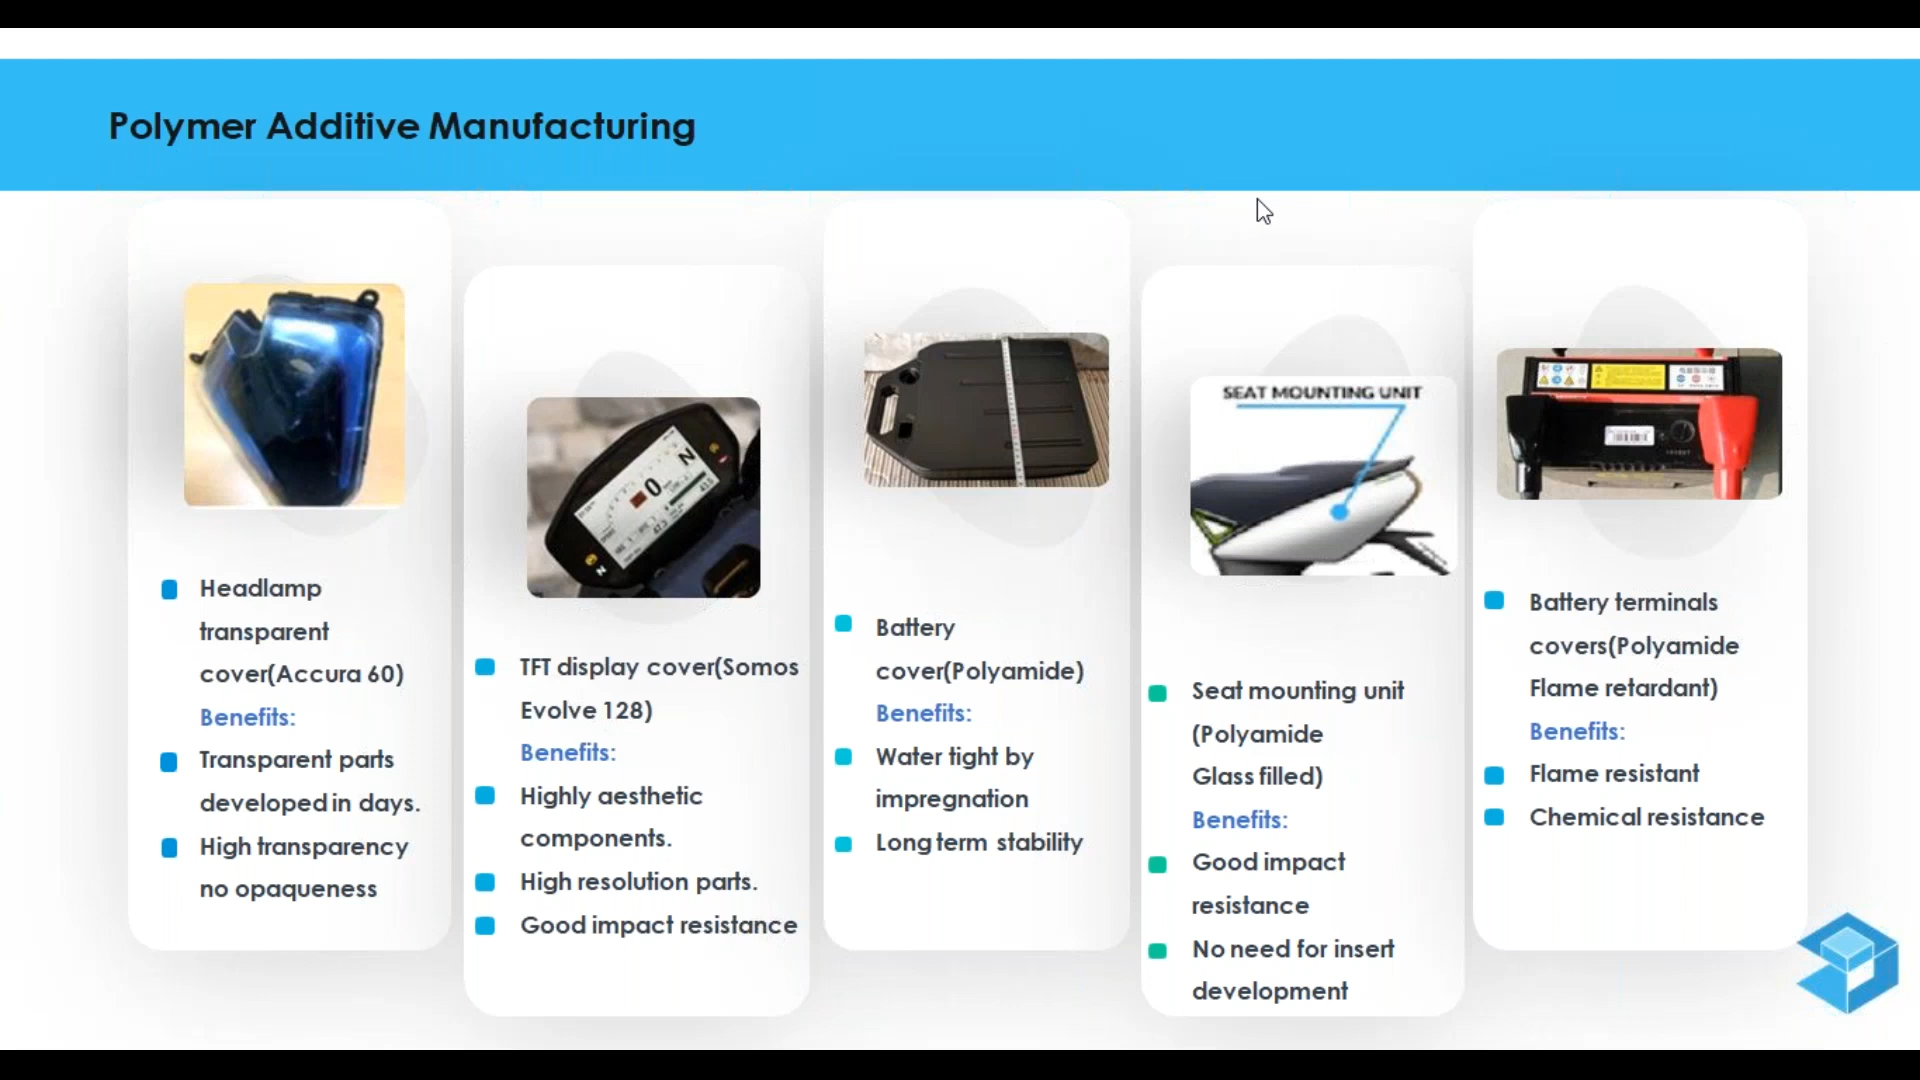 Polymer Additive Manufacturing
Headlamp
transparent
cover(Accura 60)
Benefits:
Transparent parts
developed in days.
High transparency
no opaqueness
0
N
TFT display cover(Somos
Evolve 128)
Benefits:
Highly aesthetic
components.
High resolution parts.
Good impact resistance
Battery
cover(Polyamide)
Benefits:
Water tight by
impregnation
Long term stability
SEAT MOUNTING UNIT
Seat mounting unit
(Polyamide
Glass filled)
Benefits:
Good impact
resistance
No need for insert
development
Battery terminals
covers(Polyamide
Flame retardant)
Benefits:
Flame resistant
Chemical resistance